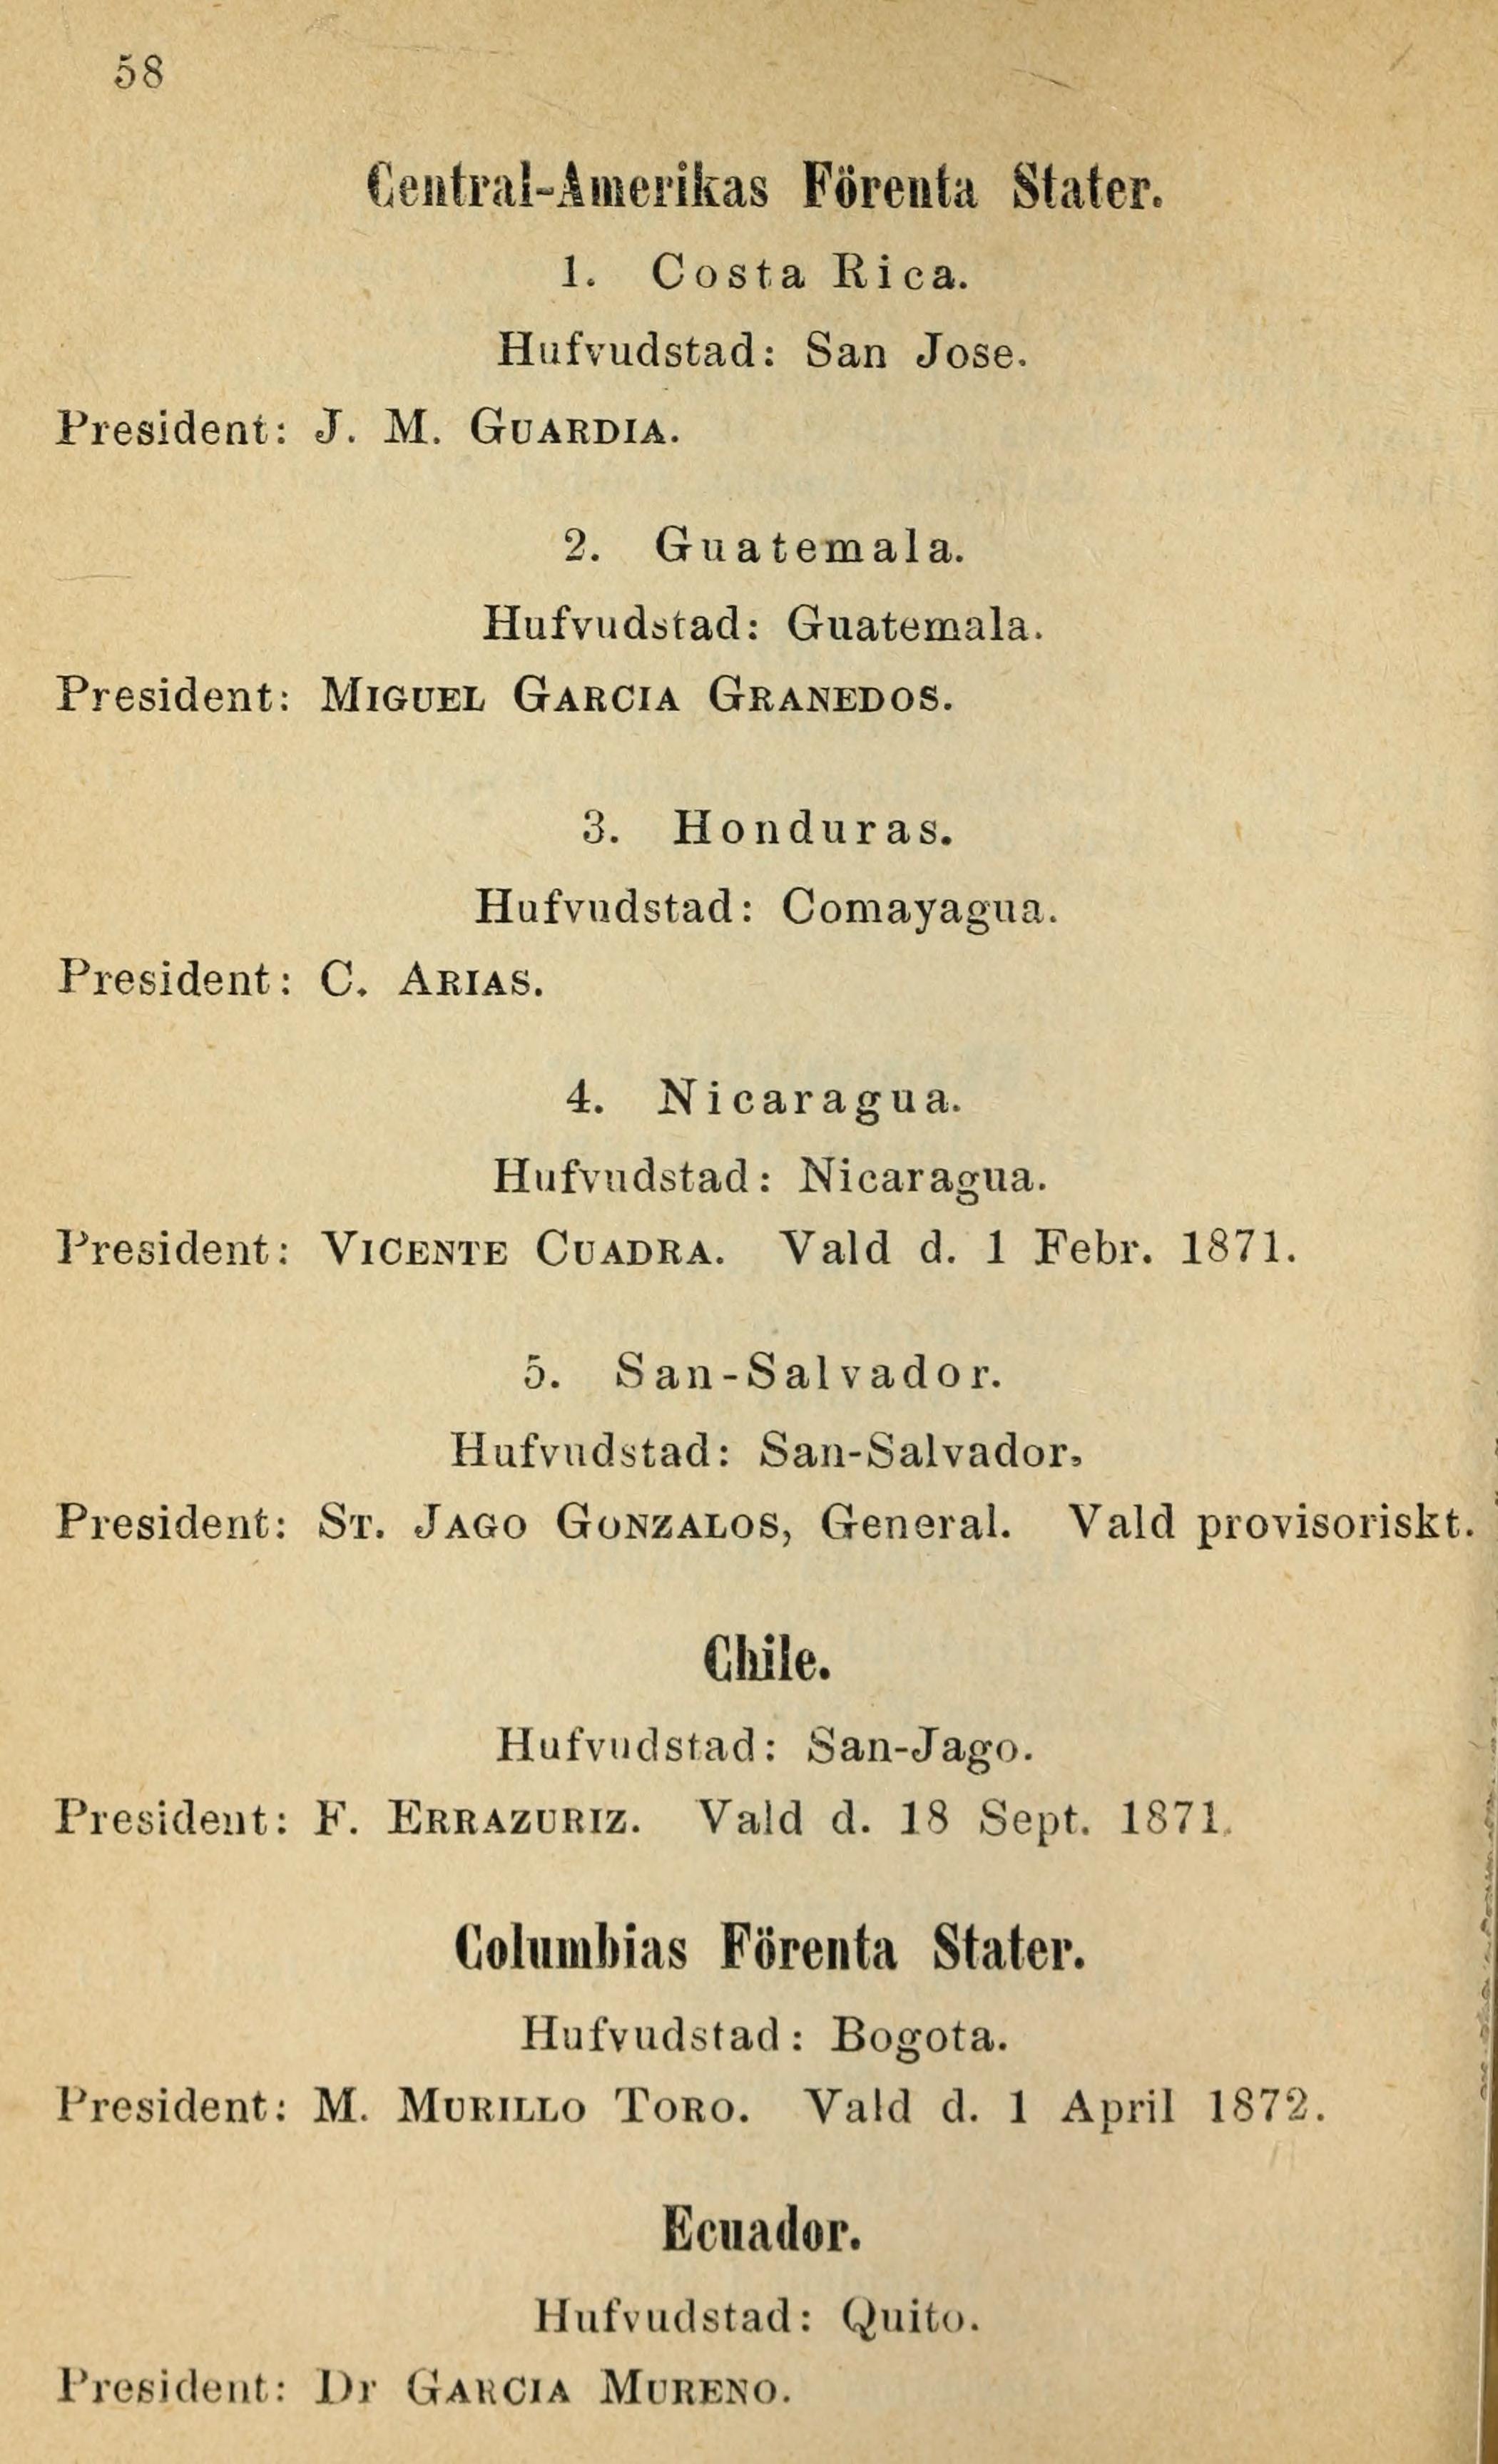 58
Central-Amerikas Förenta Stater.
1. Costa Rica.
Hufvudstad: San Jose.
President: J. M. GUARDIA.
2. Guatemala.
Hufvudstad: Guatemala.
President: MIGUEL GARCIA GRANEDOS.
3. Honduras.
Hufvudstad: Comayagua.
President: C. ARIAS.
4. Nicaragua.
Hufvudstad: Nicaragua.
President: VICENTE CUADRA. Vald d. 1 Febr. 1871.
5. San-Salvador.
Hufvudstad: San-Salvador.
President: ST. JAGO GONZALOS, General. Vald provisoriskt.
Chile.
Hufvudstad: San-Jago.
President: F. ERRAZURIZ. Vald d. 18 Sept. 1871.
Columbias Förenta Stater.
Hufvudstad: Bogota.
President: M. MURILLO TORO. Vald d. 1 April 1872.
Ecuador.
Hufvudstad: Quito.
President: Dr GARCIA MURENO.